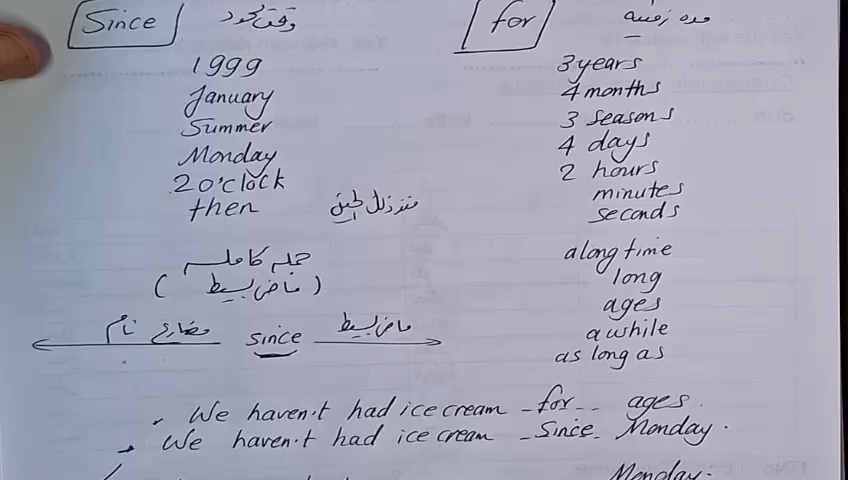 Since وقت محدد for مدة زمنية
1999 3 years
January 4 months
Summer 3 seasons
Monday 4 days
2 o'clock 2 hours
minutes
then منذ ذلك الحين seconds
a long time
جملة كاملة long
( ماضي بسيط ) ages
مضارع تام since ماضي بسيط a while
as long as
We haven't had ice cream for ages.
We haven't had ice cream Since Monday.
Monday.